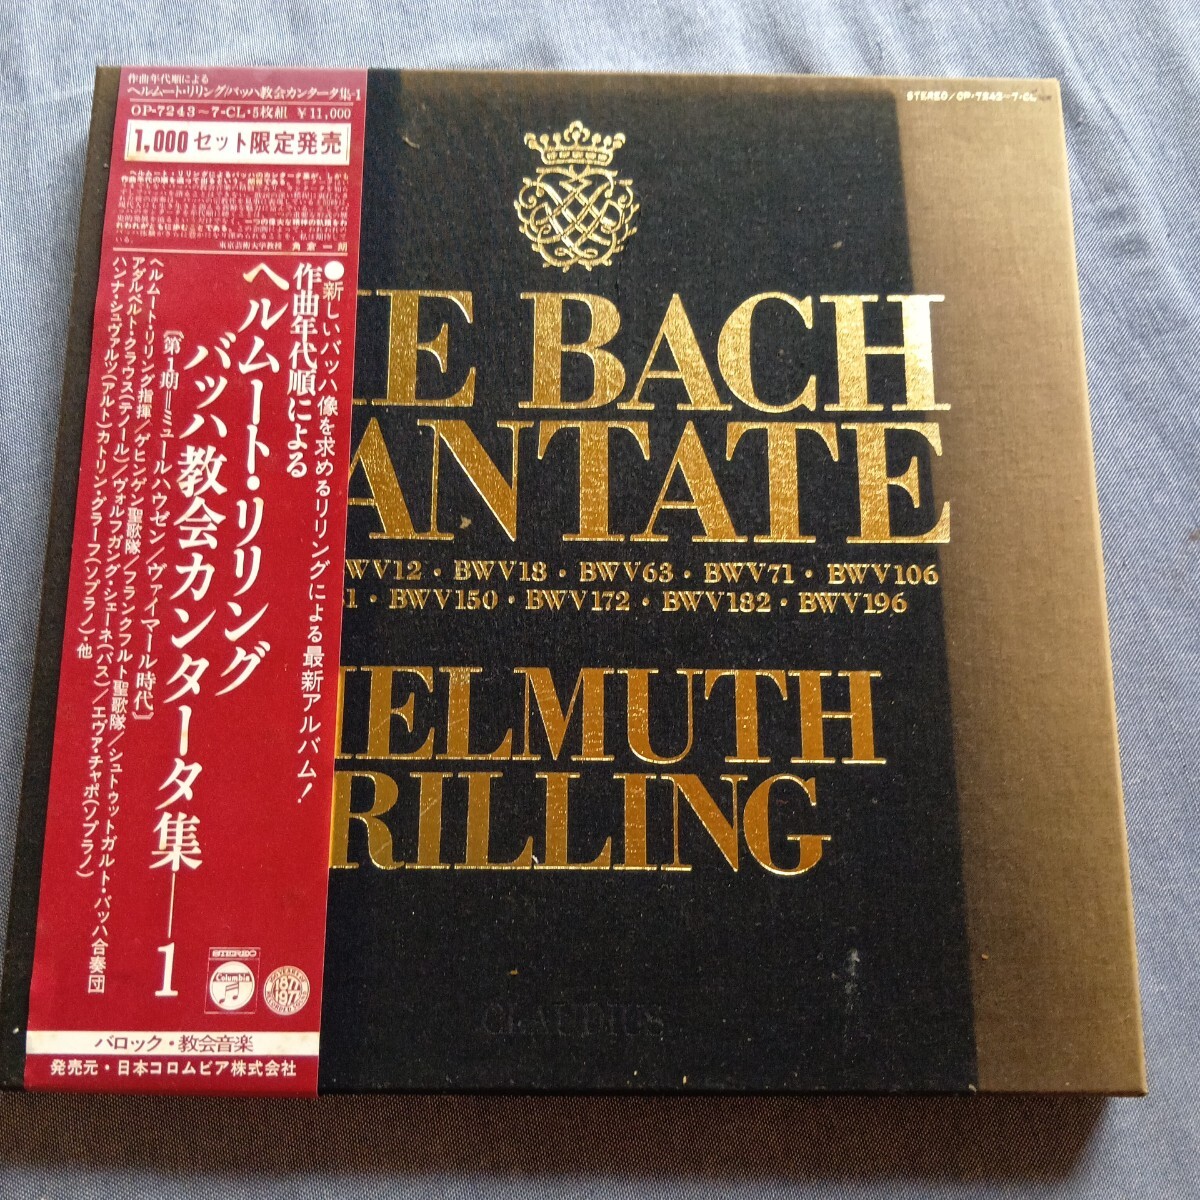 作曲年代順による
ヘルムート・リリング/バッハ教会カンタータ集-1
OP-7243〜7-CL・5枚組 ¥11,000
1,000セット限定発売
東京芸術大学教授 角倉一朗
●新しいバッハ像を求めるリリングによる最新アルバム!
作曲年代順による
ヘルムート・リリング
バッハ教会カンタータ集—1
〔第1期=ミュールハウゼン/ヴァイマール時代〕
ヘルムート・リリング指揮/ゲヒンゲン聖歌隊/フランクフルト聖歌隊/シュトゥットガルト・バッハ合奏団
アダルベルト・クラウス(テノール)/ヴォルフガング・シェーネ(バス)/エヴァ・チャポ(ソプラノ)
ハンナ・シュヴァルツ(アルト)カトリン・グラーフ(ソプラノ)・他
STEREO
Columbia
1877
1977
バロック・教会音楽
発売元・日本コロムビア株式会社
STEREO/OP-7243〜7-CL
IE BACH
ANTATE
WV12・BWV18・BWV63・BWV71・BWV106
31・BWV150・BWV172・BWV182・BWV196
HELMUTH
RILLING
CLAUDIUS